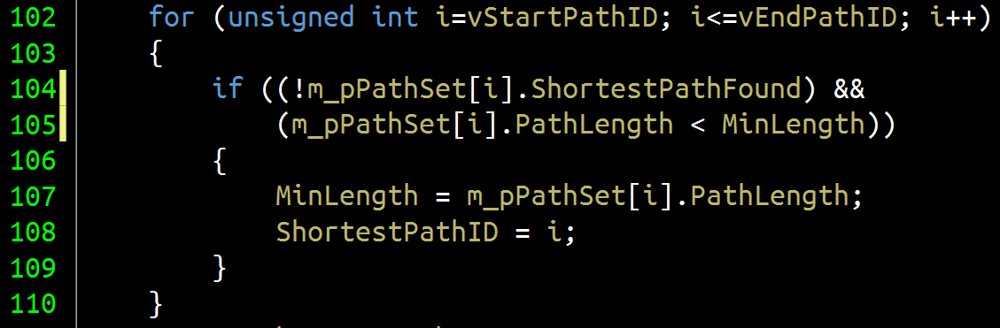 102 for (unsigned int i=vStartPathID; i<=vEndPathID; i++)
103 {
104 if ((!m_pPathSet[i].ShortestPathFound) &&
105 (m_pPathSet[i].PathLength < MinLength))
106 {
107 MinLength = m_pPathSet[i].PathLength;
108 ShortestPathID = i;
109 }
110 }